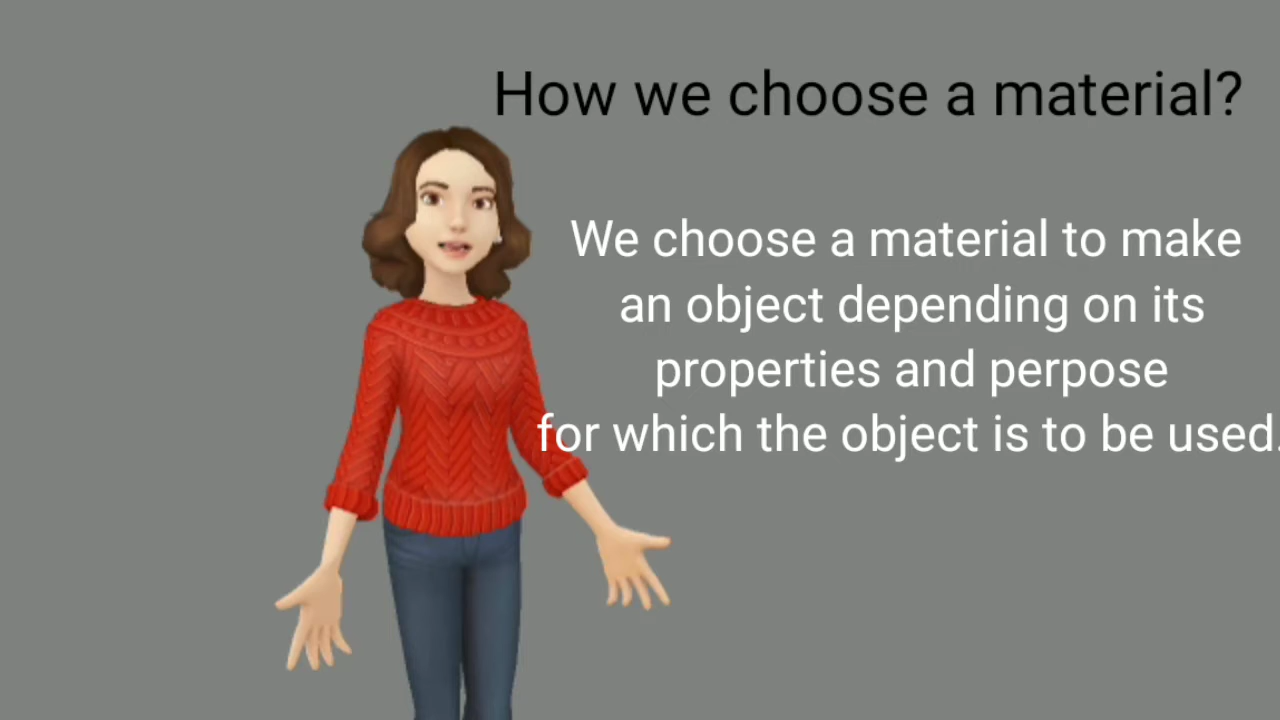 How we choose a material?
We choose a material to make
an object depending on its
properties and perpose
for which the object is to be used.